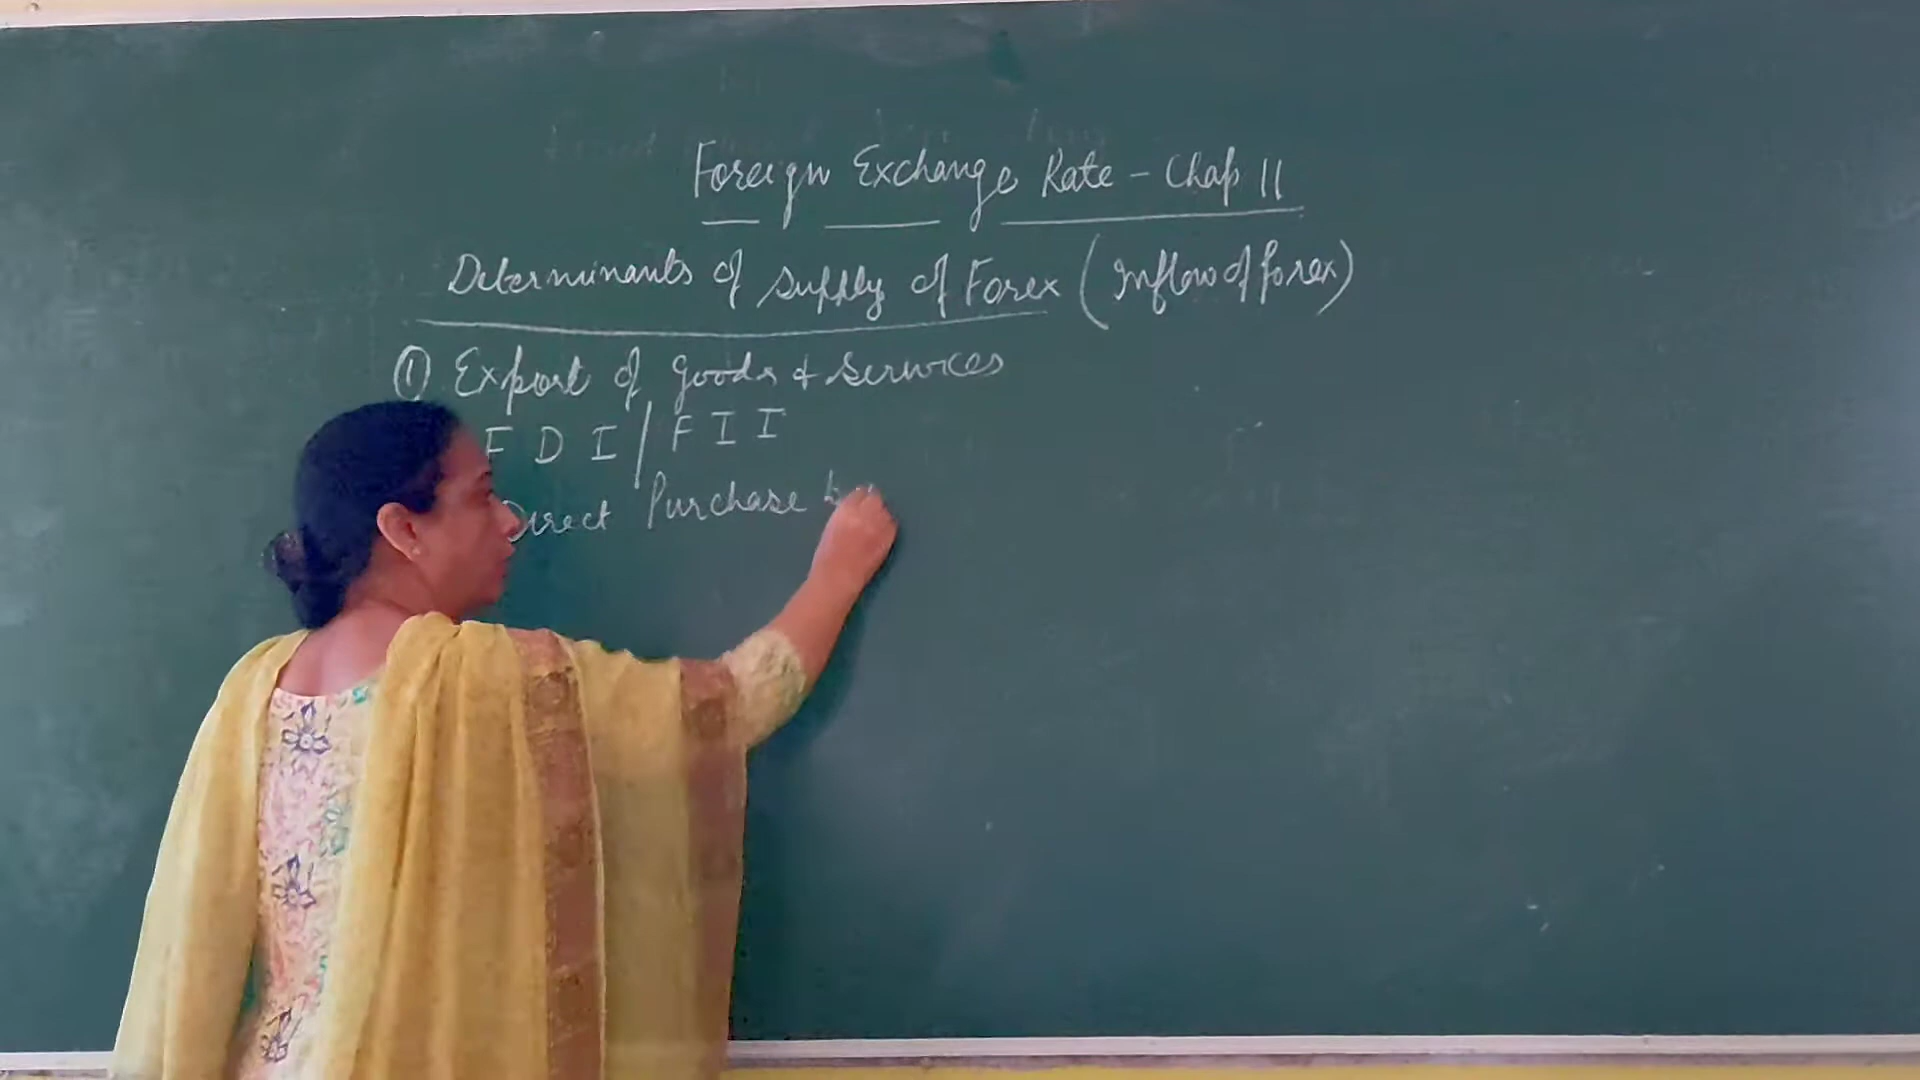 Foreign Exchange Rate - Chap 11
Determinants of Supply of Forex (Inflow of forex)
① Export of goods & Services
F D I / F I I
Direct Purchase